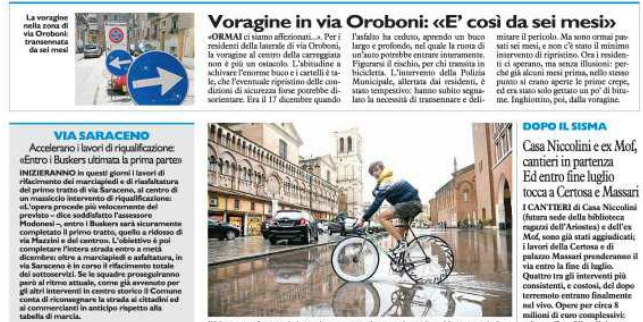 La voragine
nella zona di
via Oroboni:
transennata
da sei mesi
Voragine in via Oroboni: «E' così da sei mesi»
«ORMAI ci siamo affezionati...». Per i
residenti della laterale di via Oroboni,
la voragine al centro della carreggiata
non è più un ostacolo. L'abitudine a
schivare l'enorme buco e i cartelli è ta-
le, che l'eventuale ripristino delle con-
dizioni di sicurezza forse potrebbe di-
sorientare. Era il 17 dicembre quando
l'asfalto ha ceduto, aprendo un buco
largo e profondo, nel quale la ruota di
un'auto potrebbe entrare interamente.
Figurarsi il rischio, per chi transita in
bicicletta. L'intervento della Polizia
Municipale, allertata dai residenti, è
stato tempestivo: hanno subito segna-
lato la necessità di transennare e deli-
mitare il pericolo. Ma sono ormai pas-
sati sei mesi, e non c'è stato il minimo
intervento di ripristino. Ora i residen-
ti ci sperano, ma senza illusioni: per-
ché già alcuni mesi prima, nello stesso
punto si erano aperte le prime crepe,
ed era stato solo gettato un po' di bitu-
me. Inghiottito, poi, dalla voragine.
VIA SARACENO
Accelerano i lavori di riqualificazione:
«Entro i Buskers ultimata la prima parte»
INIZIERANNO in questi giorni i lavori di
rifacimento dei marciapiedi e di riasfaltatura
del primo tratto di via Saraceno, al centro di
un massiccio intervento di riqualificazione:
«L'opera procede più velocemente del
previsto – dice soddisfatto l'assessore
Modonesi –, entro i Buskers sarà sicuramente
completato il primo tratto, quello a ridosso di
via Mazzini e del centro». L'obiettivo è poi
completare l'intera strada entro a metà
dicembre: oltre a marciapiedi e asfaltatura, in
via Saraceno è in corso il rifacimento totale
dei sottoservizi. Se le squadre proseguiranno
però al ritmo attuale, come già avvenuto per
gli altri interventi in centro storico il Comune
conta di riconsegnare la strada ai cittadini ed
ai commercianti in anticipo rispetto alla
tabella di marcia.
DOPO IL SISMA
Casa Niccolini e ex Mof,
cantieri in partenza
Ed entro fine luglio
tocca a Certosa e Massari
I CANTIERI di Casa Niccolini
(futura sede della biblioteca
ragazzi dell'Ariostea) e dell'ex
Mof, sono già stati aggiudicati;
i lavori della Certosa e di
palazzo Massari prenderanno il
via entro la fine di luglio.
Quattro tra gli interventi più
consistenti, e costosi, del dopo
terremoto entrano finalmente
nel vivo. Opere per circa 8
milioni di euro complessivi: